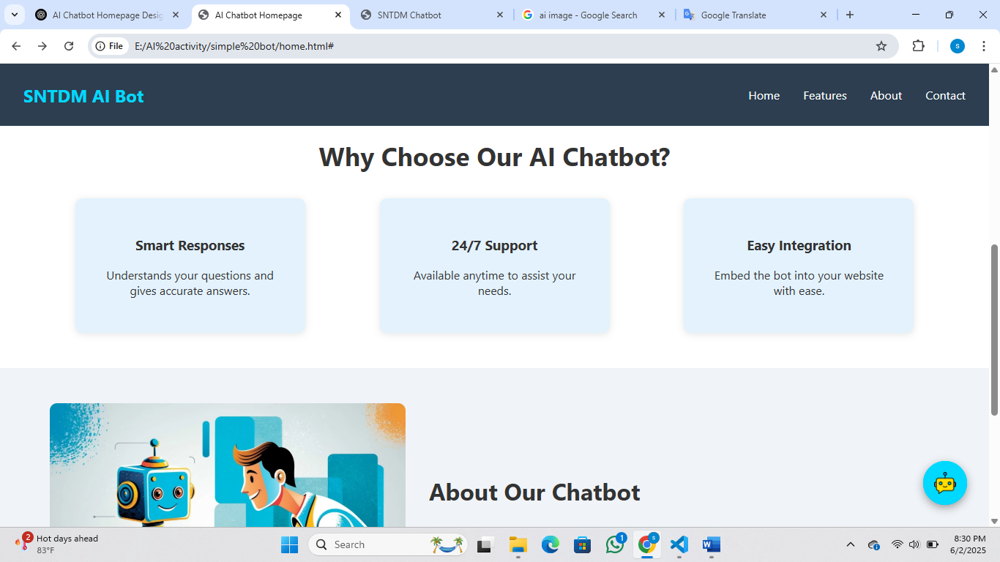 AI Chatbot Homepage Desig
AI Chatbot Homepage
SNTDM Chatbot
ai image - Google Search
Google Translate
File
E:/AI%20activity/simple%20bot/home.html#
s
SNTDM AI Bot
Home
Features
About
Contact
Why Choose Our AI Chatbot?
Smart Responses
Understands your questions and
gives accurate answers.
24/7 Support
Available anytime to assist your
needs.
Easy Integration
Embed the bot into your website
with ease.
About Our Chatbot
2
Hot days ahead
83°F
Search
1
s
W
8:30 PM
6/2/2025